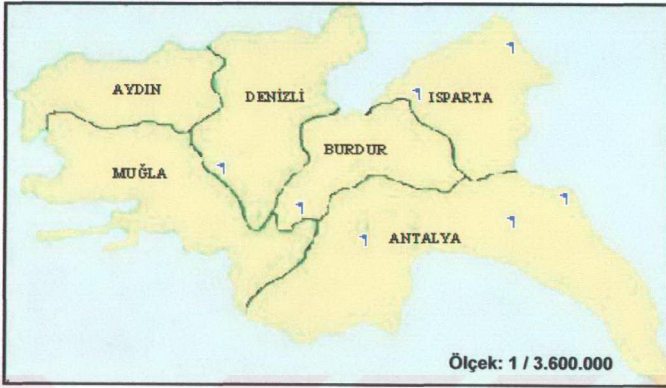 AYDIN
DENİZLİ
ISPARTA
BURDUR
MUĞLA
ANTALYA
Ölçek: 1 / 3.600.000